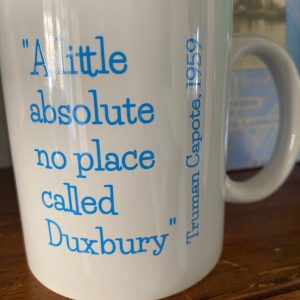 "A little
absolute
no place
called
Duxbury"
Truman Capote, 1959